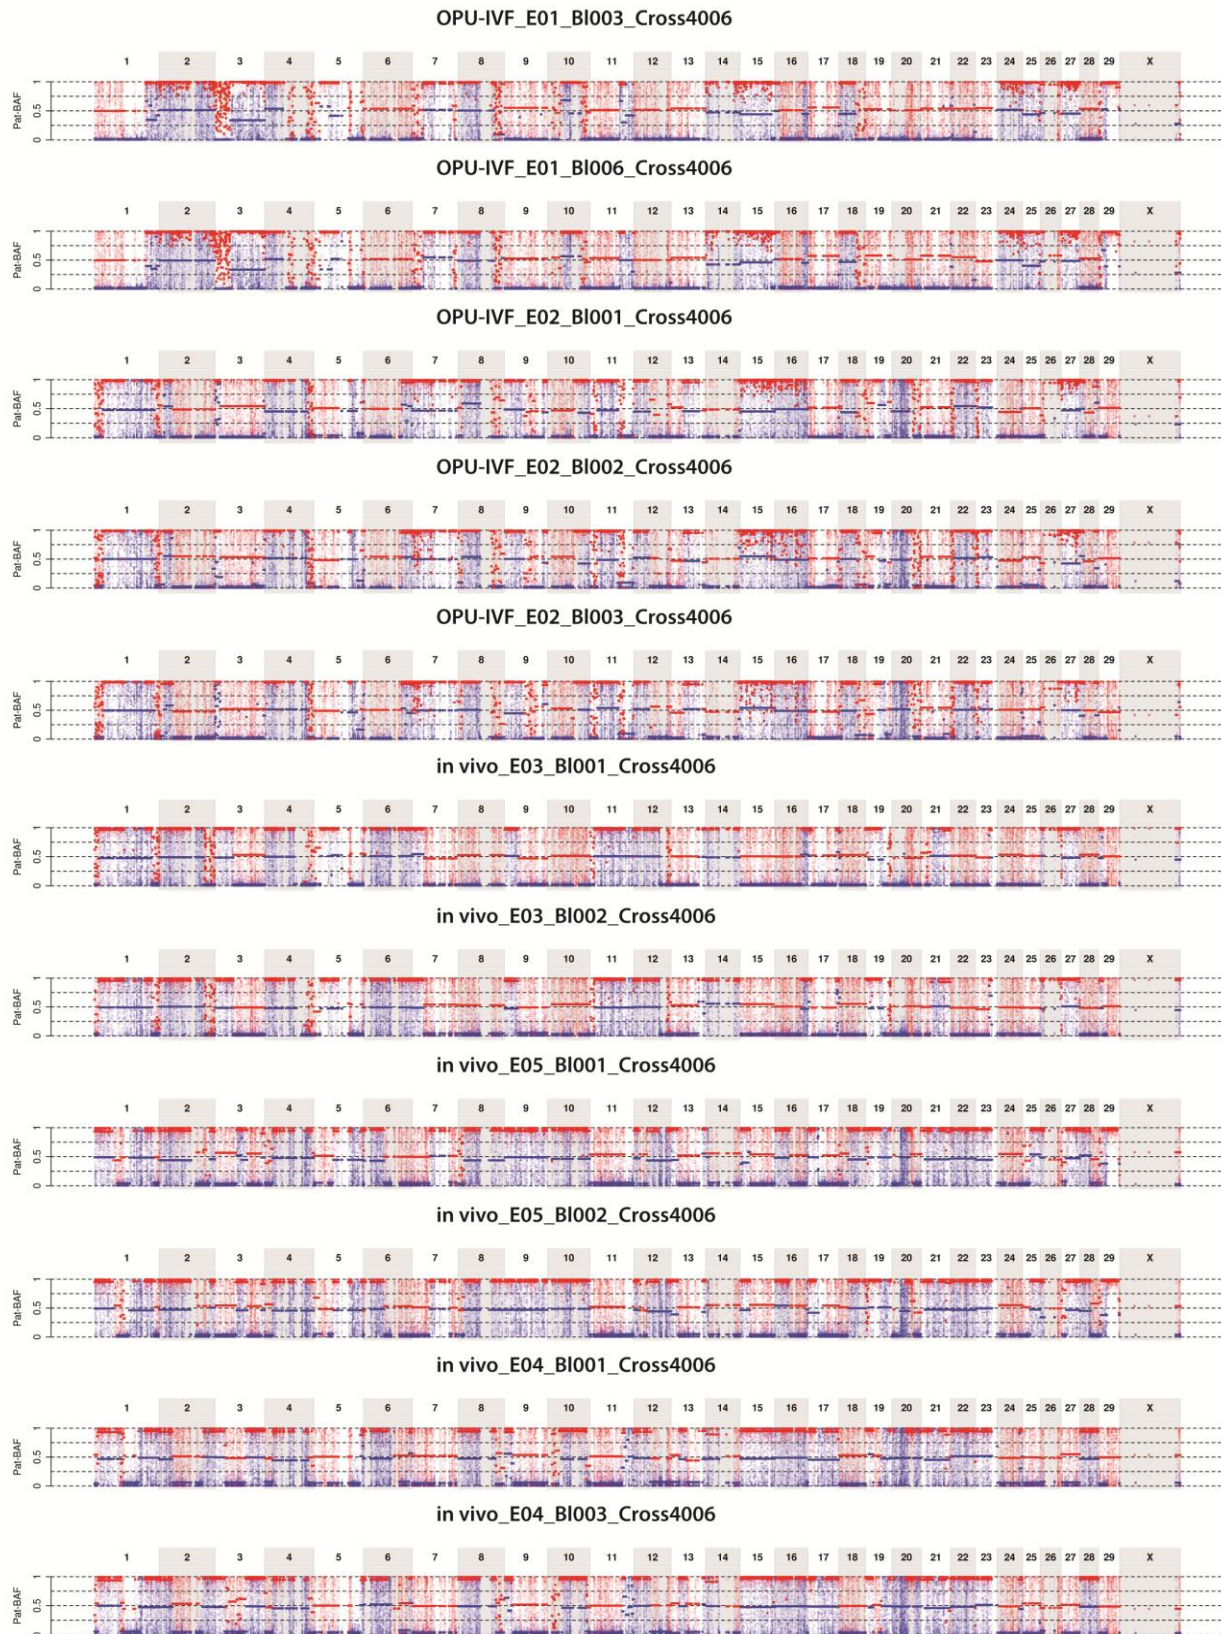 OPU-IVF_E01_Bl003_Cross4006
1 2 3 4 5 6 7 8 9 10 11 12 13 14 15 16 17 18 19 20 21 22 23 24 25 26 27 28 29 X
Pat-BAF
1
0.5
0
OPU-IVF_E01_Bl006_Cross4006
1 2 3 4 5 6 7 8 9 10 11 12 13 14 15 16 17 18 19 20 21 22 23 24 25 26 27 28 29 X
Pat-BAF
1
0.5
0
OPU-IVF_E02_Bl001_Cross4006
1 2 3 4 5 6 7 8 9 10 11 12 13 14 15 16 17 18 19 20 21 22 23 24 25 26 27 28 29 X
Pat-BAF
1
0.5
0
OPU-IVF_E02_Bl002_Cross4006
1 2 3 4 5 6 7 8 9 10 11 12 13 14 15 16 17 18 19 20 21 22 23 24 25 26 27 28 29 X
Pat-BAF
1
0.5
0
OPU-IVF_E02_Bl003_Cross4006
1 2 3 4 5 6 7 8 9 10 11 12 13 14 15 16 17 18 19 20 21 22 23 24 25 26 27 28 29 X
Pat-BAF
1
0.5
0
in vivo_E03_Bl001_Cross4006
1 2 3 4 5 6 7 8 9 10 11 12 13 14 15 16 17 18 19 20 21 22 23 24 25 26 27 28 29 X
Pat-BAF
1
0.5
0
in vivo_E03_Bl002_Cross4006
1 2 3 4 5 6 7 8 9 10 11 12 13 14 15 16 17 18 19 20 21 22 23 24 25 26 27 28 29 X
Pat-BAF
1
0.5
0
in vivo_E05_Bl001_Cross4006
1 2 3 4 5 6 7 8 9 10 11 12 13 14 15 16 17 18 19 20 21 22 23 24 25 26 27 28 29 X
Pat-BAF
1
0.5
0
in vivo_E05_Bl002_Cross4006
1 2 3 4 5 6 7 8 9 10 11 12 13 14 15 16 17 18 19 20 21 22 23 24 25 26 27 28 29 X
Pat-BAF
1
0.5
0
in vivo_E04_Bl001_Cross4006
1 2 3 4 5 6 7 8 9 10 11 12 13 14 15 16 17 18 19 20 21 22 23 24 25 26 27 28 29 X
Pat-BAF
1
0.5
0
in vivo_E04_Bl003_Cross4006
1 2 3 4 5 6 7 8 9 10 11 12 13 14 15 16 17 18 19 20 21 22 23 24 25 26 27 28 29 X
Pat-BAF
1
0.5